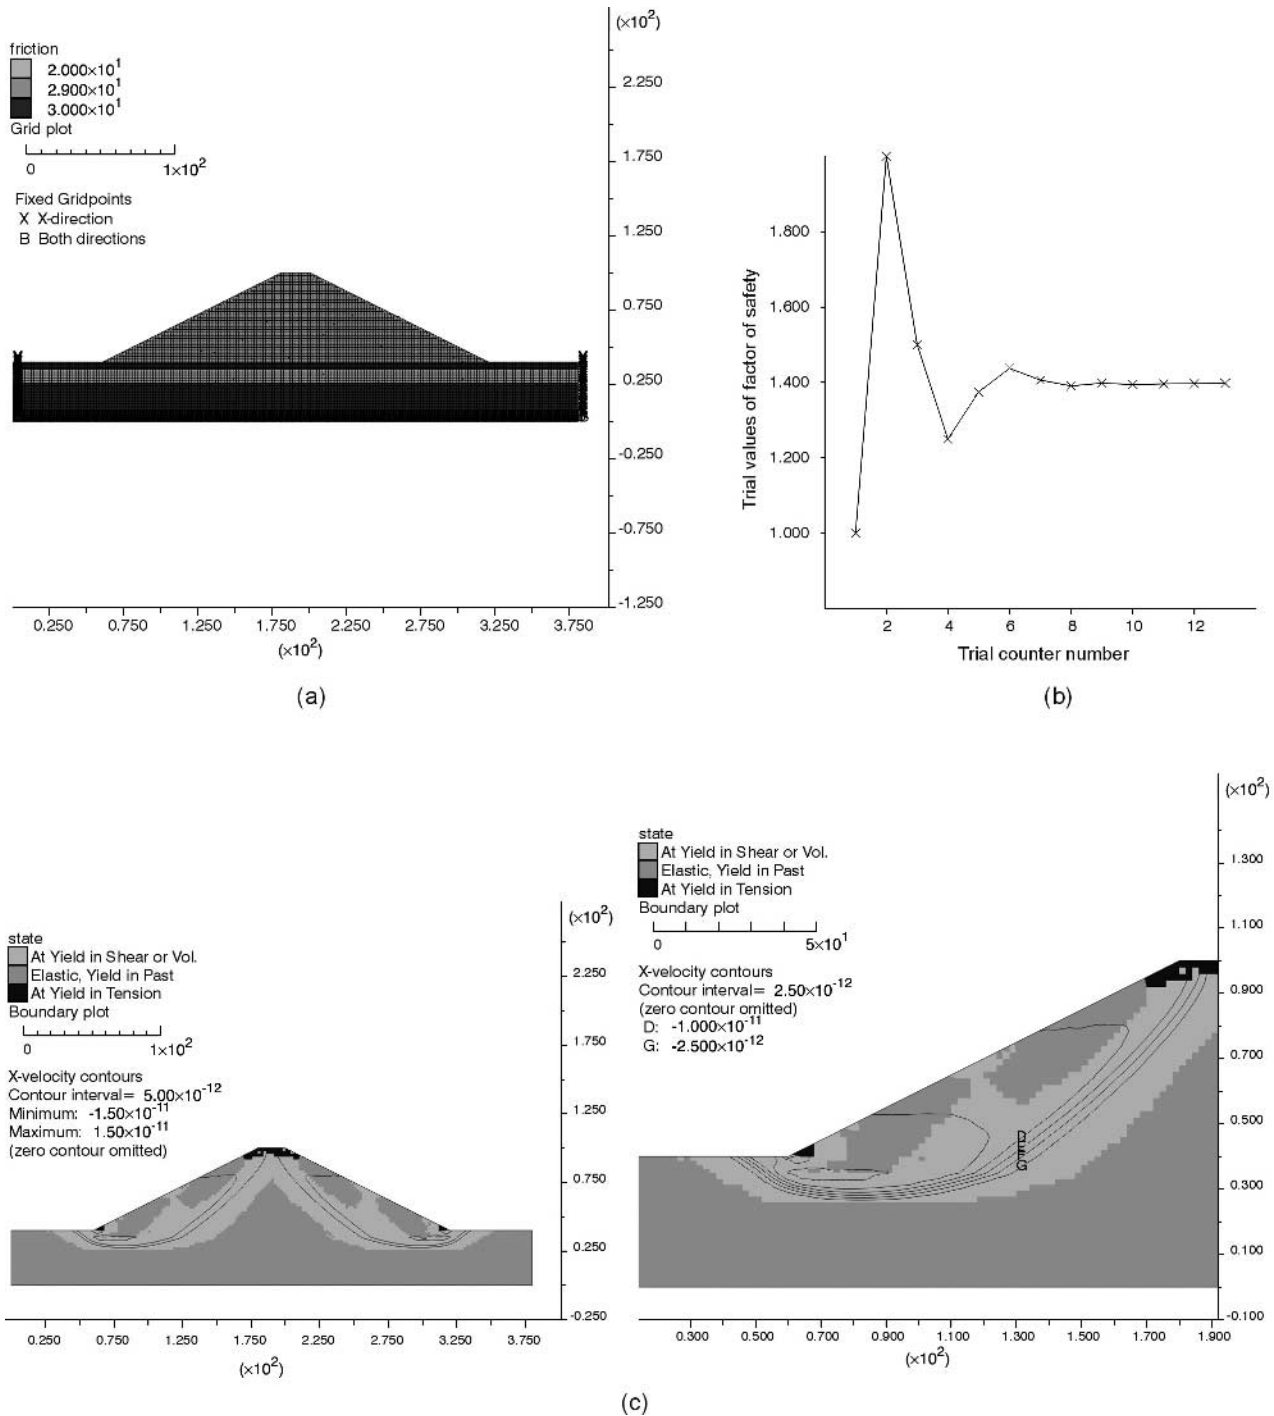 (×10²)
friction
2.000×10¹
2.900×10¹
3.000×10¹
Grid plot
0 1×10²
Fixed Gridpoints
X X-direction
B Both directions
2.250
1.750
1.250
0.750
0.250
-0.250
-0.750
-1.250
0.250 0.750 1.250 1.750 2.250 2.750 3.250 3.750
(×10²)
(a)
Trial values of factor of safety
1.800
1.600
1.400
1.200
1.000
2 4 6 8 10 12
Trial counter number
(b)
(×10²)
state
At Yield in Shear or Vol.
Elastic, Yield in Past
At Yield in Tension
Boundary plot
0 1×10²
X-velocity contours
Contour interval= 5.00×10⁻¹²
Minimum: -1.50×10⁻¹¹
Maximum: 1.50×10⁻¹¹
(zero contour omitted)
2.250
1.750
1.250
0.750
0.250
-0.250
0.250 0.750 1.250 1.750 2.250 2.750 3.250 3.750
(×10²)
(×10²)
state
At Yield in Shear or Vol.
Elastic, Yield in Past
At Yield in Tension
Boundary plot
0 5×10¹
X-velocity contours
Contour interval= 2.50×10⁻¹²
(zero contour omitted)
D: -1.000×10⁻¹¹
G: -2.500×10⁻¹²
D
G
1.300
1.100
0.900
0.700
0.500
0.300
0.100
-0.100
0.300 0.500 0.700 0.900 1.100 1.300 1.500 1.700 1.900
(×10²)
(c)